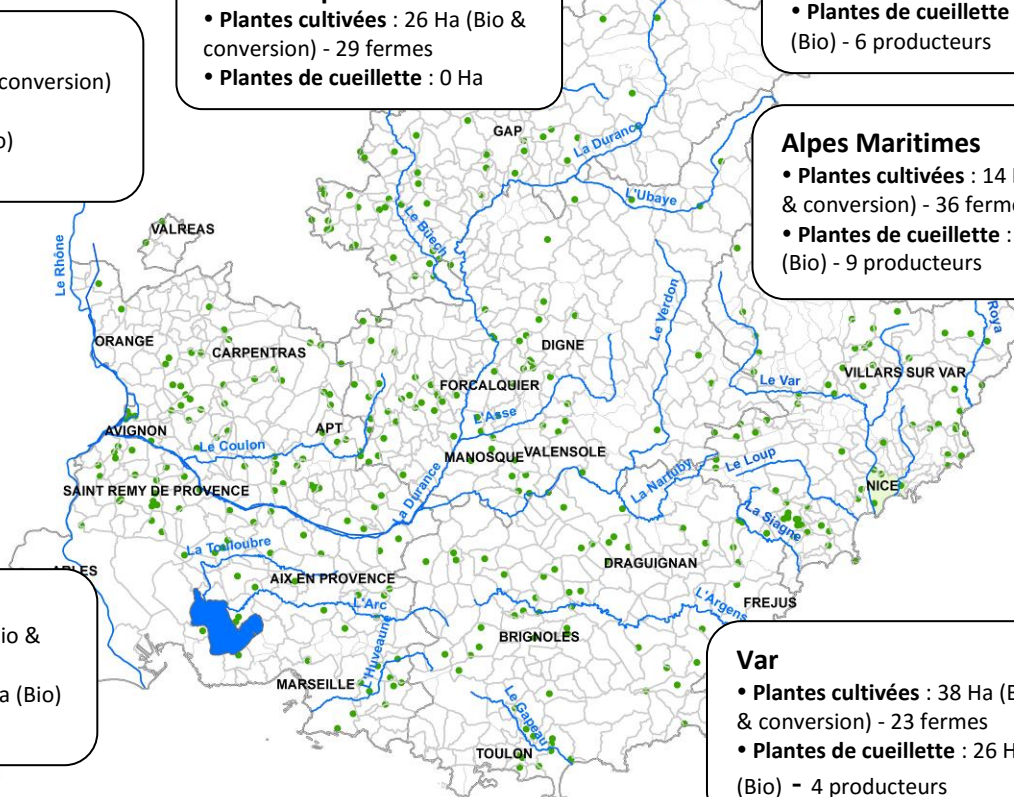 • Plantes cultivées : 26 Ha (Bio &
conversion) - 29 fermes
• Plantes de cueillette : 0 Ha
• Plantes de cueillette
(Bio) - 6 producteurs
conversion)
Alpes Maritimes
• Plantes cultivées : 14
& conversion) - 36 ferme
• Plantes de cueillette :
(Bio) - 9 producteurs
GAP
La Durance
L'Ubaye
VALREAS
Le Buech
Le Rhône
Le Verdon
Roya
ORANGE
CARPENTRAS
DIGNE
FORCALQUIER
VILLARS SUR VAR
Le Var
L'Asse
AVIGNON
APT
Le Coulon
MANOSQUE
VALENSOLE
Le Loup
La Nartuby
SAINT REMY DE PROVENCE
La Durance
NICE
La Siagne
La Touloubre
DRAGUIGNAN
ARLES
AIX EN PROVENCE
L'Arc
L'Argens
FREJUS
BRIGNOLES
L'Huveaune
io &
a (Bio)
MARSEILLE
Le Gapeau
TOULON
Var
• Plantes cultivées : 38 Ha (B
& conversion) - 23 fermes
• Plantes de cueillette : 26 H
(Bio) - 4 producteurs